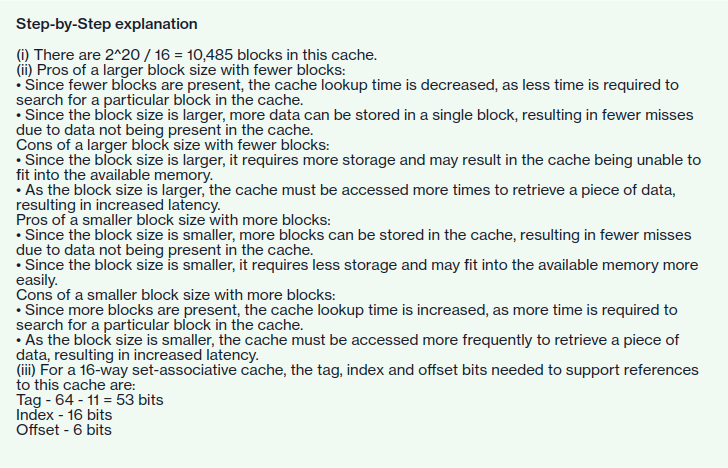 Step-by-Step explanation
(i) There are 2^20 / 16 = 10,485 blocks in this cache.
(ii) Pros of a larger block size with fewer blocks:
• Since fewer blocks are present, the cache lookup time is decreased, as less time is required to
search for a particular block in the cache.
• Since the block size is larger, more data can be stored in a single block, resulting in fewer misses
due to data not being present in the cache.
Cons of a larger block size with fewer blocks:
• Since the block size is larger, it requires more storage and may result in the cache being unable to
fit into the available memory.
• As the block size is larger, the cache must be accessed more times to retrieve a piece of data,
resulting in increased latency.
Pros of a smaller block size with more blocks:
• Since the block size is smaller, more blocks can be stored in the cache, resulting in fewer misses
due to data not being present in the cache.
• Since the block size is smaller, it requires less storage and may fit into the available memory more
easily.
Cons of a smaller block size with more blocks:
• Since more blocks are present, the cache lookup time is increased, as more time is required to
search for a particular block in the cache.
• As the block size is smaller, the cache must be accessed more frequently to retrieve a piece of
data, resulting in increased latency.
(iii) For a 16-way set-associative cache, the tag, index and offset bits needed to support references
to this cache are:
Tag - 64 - 11 = 53 bits
Index - 16 bits
Offset - 6 bits